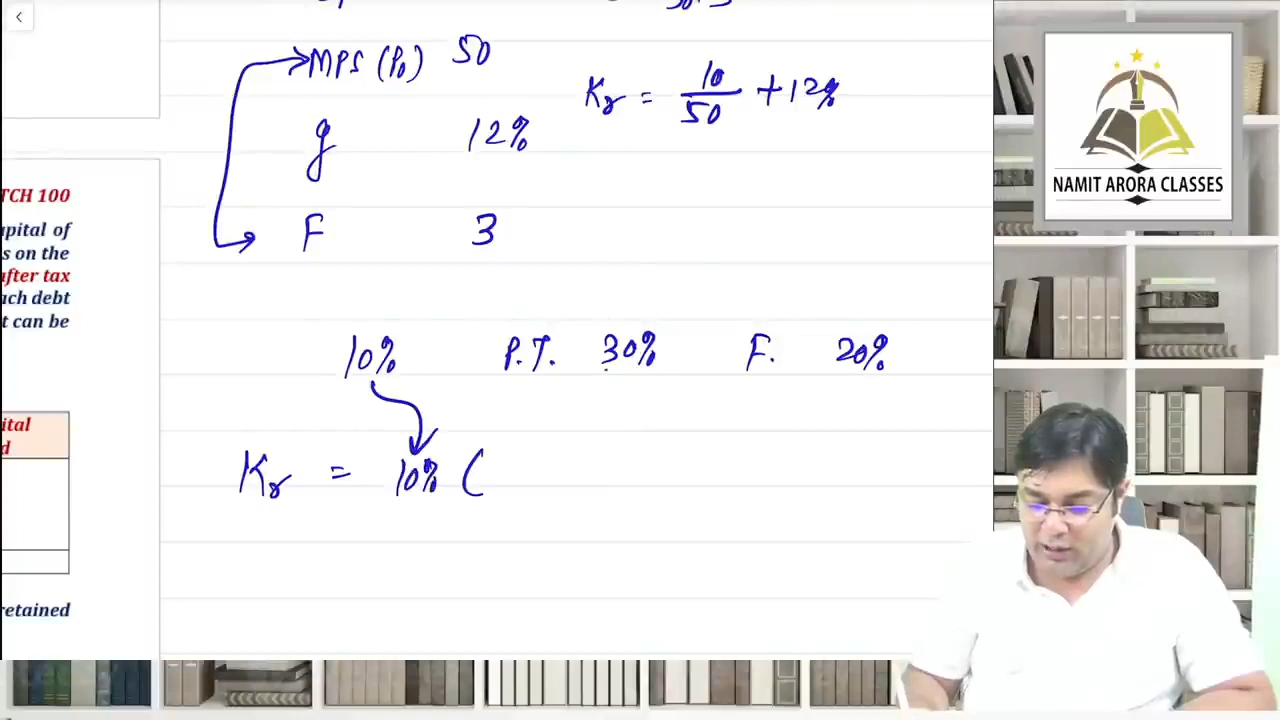 MPS (P0) 50
Kr = 10/50 + 12%
g 12%
F 3
10% P.T. 30% F. 20%
Kr = 10% (
TCH 100
apital of
s on the
after tax
ach debt
t can be
ital
d
retained
NAMIT ARORA CLASSES